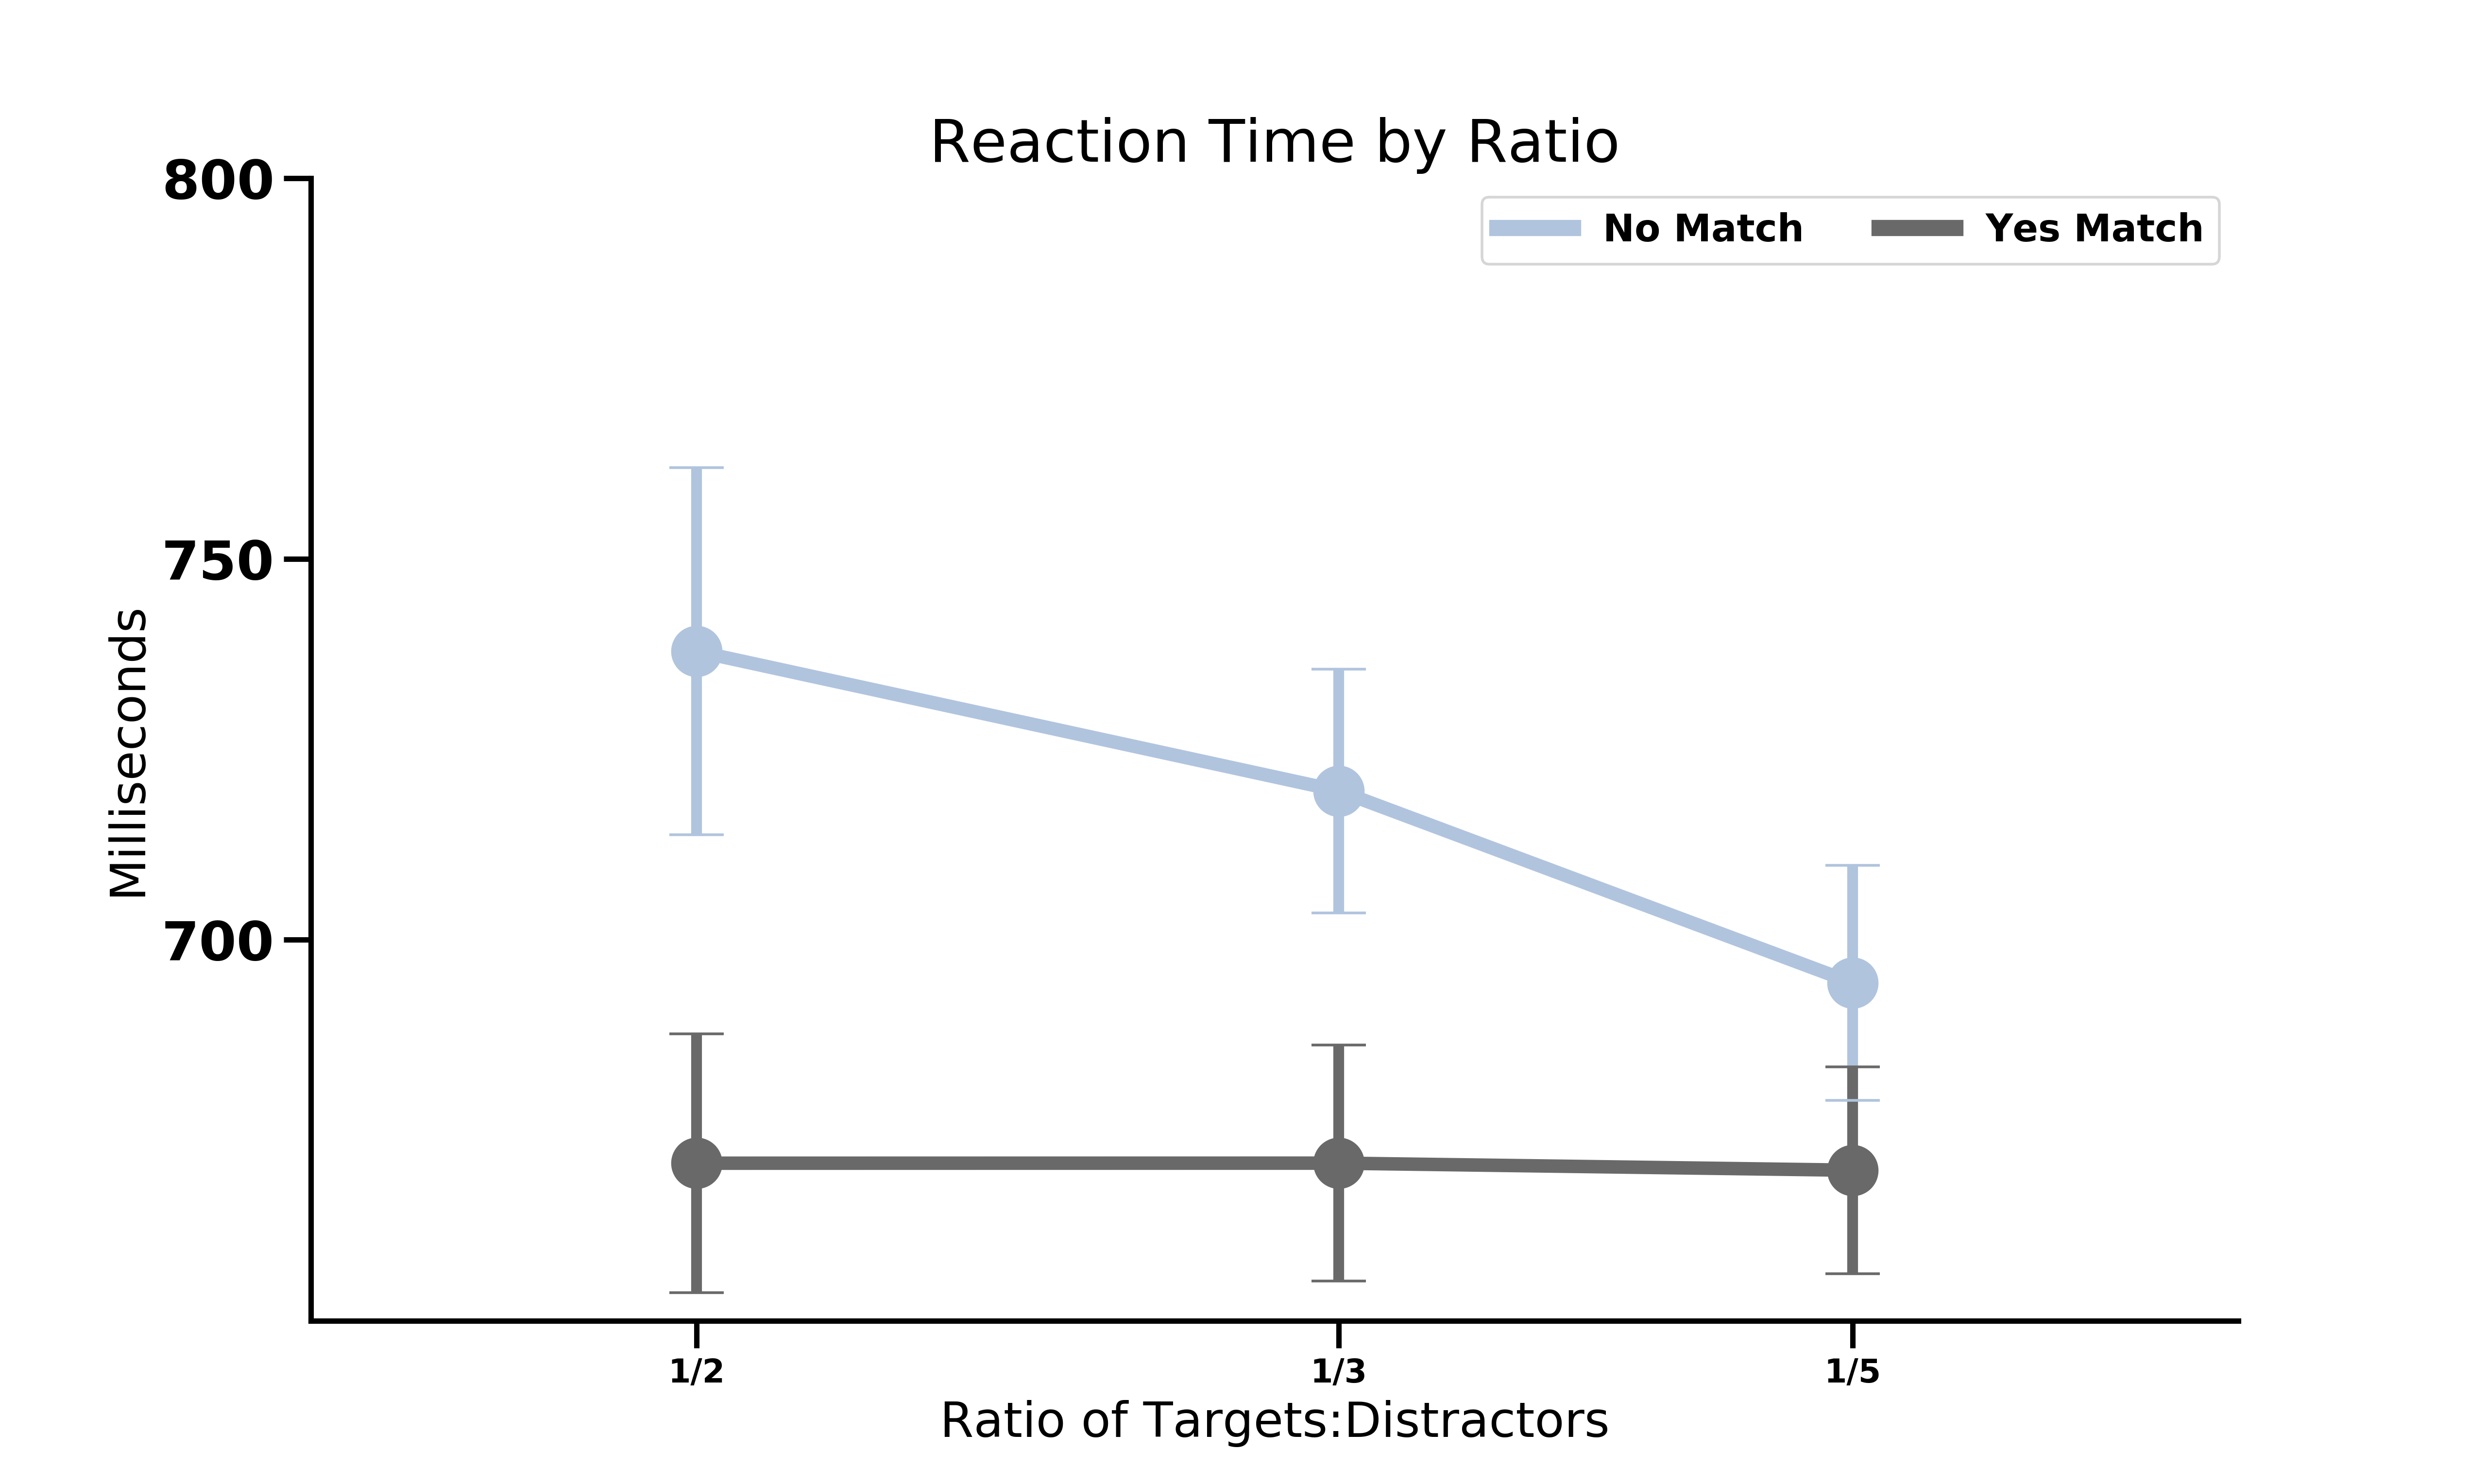 Reaction Time by Ratio
No Match Yes Match
800
750
700
Milliseconds
1/2 1/3 1/5
Ratio of Targets:Distractors